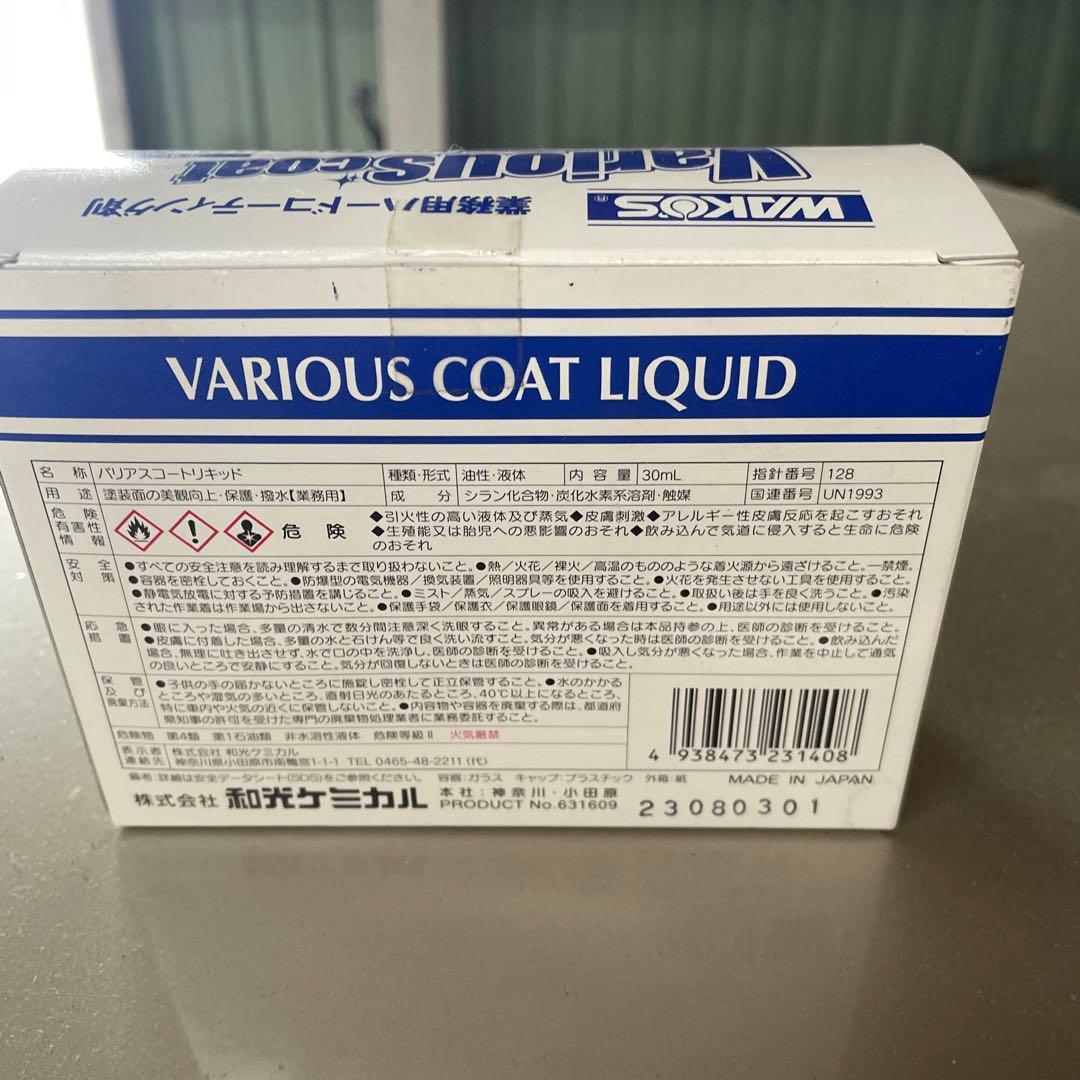 Various coat
業務用ハードコーティング剤
WAKO'S®
VARIOUS COAT LIQUID
名称 バリアスコートリキッド 種類・形式 油性・液体 内容量 30mL 指針番号 128
用途 塗装面の美観向上・保護・撥水【業務用】 成分 シラン化合物・炭化水素系溶剤・触媒 国連番号 UN1993
危険有害性情報 危険 ◆引火性の高い液体及び蒸気◆皮膚刺激◆アレルギー性皮膚反応を起こすおそれ
◆生殖能又は胎児への悪影響のおそれ◆飲み込んで気道に侵入すると生命に危険
のおそれ
安全対策 ●すべての安全注意を読み理解するまで取り扱わないこと。●熱／火花／裸火／高温のもののような着火源から遠ざけること。一禁煙。
●容器を密栓しておくこと。●防爆型の電気機器／換気装置／照明器具等を使用すること。●火花を発生させない工具を使用すること。
●静電気放電に対する予防措置を講じること。●ミスト／蒸気／スプレーの吸入を避けること。●取扱い後は手を良く洗うこと。●汚染
された作業着は作業場から出さないこと。●保護手袋／保護衣／保護眼鏡／保護面を着用すること。●用途以外には使用しないこと。
応急措置 ●眼に入った場合、多量の清水で数分間注意深く洗眼すること。異常がある場合は本品持参の上、医師の診断を受けること。
●皮膚に付着した場合、多量の水と石けん等で良く洗い流す。気分が悪くなった時は医師の診断を受けること。●飲み込んだ
場合、無理に吐き出させず、水で口の中を洗浄し、医師の診断を受けること。●吸入し気分が悪くなった場合、作業を中止して通気
の良いところで安静にすること。気分が回復しないときは医師の診断を受けること。
保管及び廃棄方法 ●子供の手の届かないところに施錠し密栓して正立保管すること。●水のかかる
ところや湿気の多いところ、直射日光のあたるところ、40℃以上になるところ、
特に車内や火気の近くに保管しないこと。●内容物や容器を廃棄する際は、都道府
県知事の許可を受けた専門の廃棄物処理業者に業務委託すること。
危険物 第4類 第1石油類 非水溶性液体 危険等級Ⅱ 火気厳禁
表示者 株式会社 和光ケミカル
連絡先 神奈川県小田原市南鴨宮1-1-1 TEL 0465-48-2211(代)
4 938473 231408
備考：詳細は安全データシート(SDS)をご参照ください。 容器：ガラス キャップ：プラスチック 外箱：紙 MADE IN JAPAN
株式会社 和光ケミカル 本社：神奈川・小田原
PRODUCT No.631609
23080301